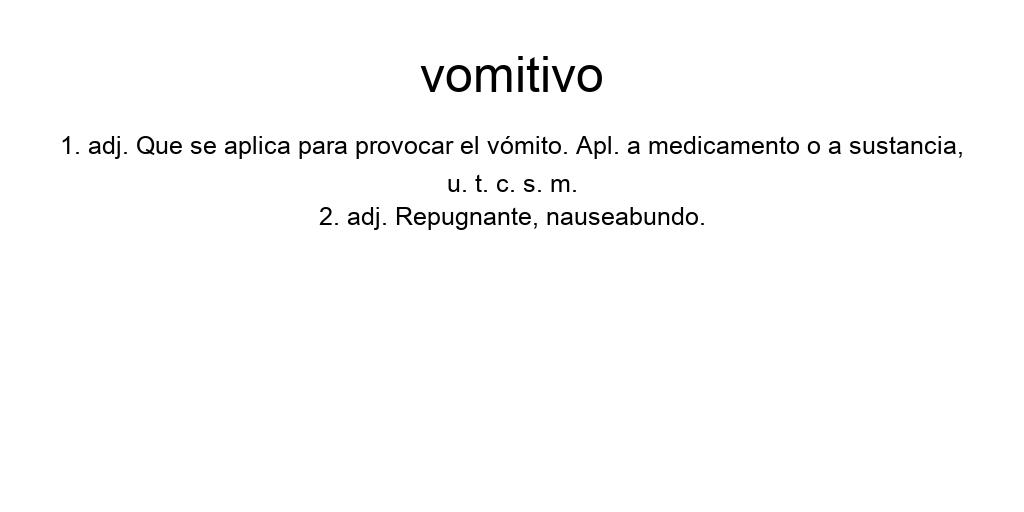 vomitivo
1. adj. Que se aplica para provocar el vómito. Apl. a medicamento o a sustancia,
u. t. c. s. m.
2. adj. Repugnante, nauseabundo.